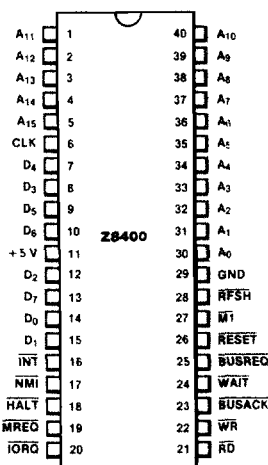 A11 1 40 A10
A12 2 39 A9
A13 3 38 A8
A14 4 37 A7
A15 5 36 A6
CLK 6 35 A5
D4 7 34 A4
D3 8 33 A3
D5 9 32 A2
D6 10 31 A1
Z8400
+5 V 11 30 A0
D2 12 29 GND
D7 13 28 RFSH
D0 14 27 M1
D1 15 26 RESET
INT 16 25 BUSREQ
NMI 17 24 WAIT
HALT 18 23 BUSACK
MREQ 19 22 WR
IORQ 20 21 RD